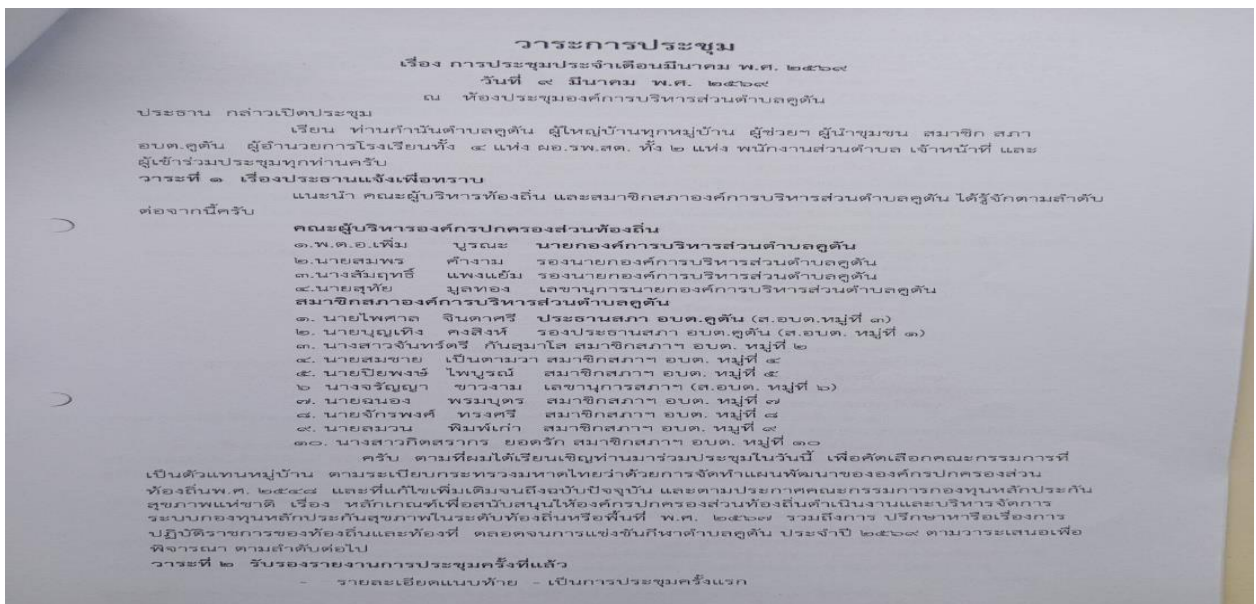 วาระการประชุม
เรื่อง การประชุมประจำเดือนมีนาคม พ.ศ. ๒๕๖๙
วันที่ ๙ มีนาคม พ.ศ. ๒๕๖๙
ณ ห้องประชุมองค์การบริหารส่วนตำบลคูตัน
ประธาน กล่าวเปิดประชุม
เรียน ท่านกำนันตำบลคูตัน ผู้ใหญ่บ้านทุกหมู่บ้าน ผู้ช่วยฯ ผู้นำชุมชน สมาชิก สภา
อบต.คูตัน ผู้อำนวยการโรงเรียนทั้ง ๔ แห่ง ผอ.รพ.สต. ทั้ง ๒ แห่ง พนักงานส่วนตำบล เจ้าหน้าที่ และ
ผู้เข้าร่วมประชุมทุกท่านครับ
วาระที่ ๑ เรื่องประธานแจ้งเพื่อทราบ
แนะนำ คณะผู้บริหารท้องถิ่น และสมาชิกสภาองค์การบริหารส่วนตำบลคูตัน ได้รู้จักตามลำดับ
ต่อจากนี้ครับ
คณะผู้บริหารองค์กรปกครองส่วนท้องถิ่น
๑.พ.ต.อ.เพิ่ม บูรณะ นายกองค์การบริหารส่วนตำบลคูตัน
๒.นายสมพร คำงาม รองนายกองค์การบริหารส่วนตำบลคูตัน
๓.นางสัมฤทธิ์ แพงแย้ม รองนายกองค์การบริหารส่วนตำบลคูตัน
๔.นายสุทัย มูลทอง เลขานุการนายกองค์การบริหารส่วนตำบลคูตัน
สมาชิกสภาองค์การบริหารส่วนตำบลคูตัน
๑. นายไพศาล จินดาศรี ประธานสภา อบต.คูตัน (ส.อบต.หมู่ที่ ๓)
๒. นายบุญเทิง คงสิงห์ รองประธานสภา อบต.คูตัน (ส.อบต. หมู่ที่ ๑)
๓. นางสาวจันทร์ตรี กันสุมาโส สมาชิกสภาฯ อบต. หมู่ที่ ๒
๔. นายสมชาย เป็นตามวา สมาชิกสภาฯ อบต. หมู่ที่ ๔
๕. นายปิยพงษ์ ไพบูรณ์ สมาชิกสภาฯ อบต. หมู่ที่ ๕
๖ นางจรัญญา ขาวงาม เลขานุการสภาฯ (ส.อบต. หมู่ที่ ๖)
๗. นายฉนอง พรมบุตร สมาชิกสภาฯ อบต. หมู่ที่ ๗
๘. นายจักรพงศ์ ทรงศรี สมาชิกสภาฯ อบต. หมู่ที่ ๘
๙. นายลมวน พิมพ์เก่า สมาชิกสภาฯ อบต. หมูที่ ๙
๑๐. นางสาวกิตสรากร ยอดรัก สมาชิกสภาฯ อบต. หมู่ที่ ๑๐
ครับ ตามที่ผมได้เรียนเชิญท่านมาร่วมประชุมในวันนี้ เพื่อคัดเลือกคณะกรรมการที่
เป็นตัวแทนหมู่บ้าน ตามระเบียบกระทรวงมหาดไทยว่าด้วยการจัดทำแผนพัฒนาขององค์กรปกครองส่วน
ท้องถิ่นพ.ศ. ๒๕๔๘ และที่แก้ไขเพิ่มเติมจนถึงฉบับปัจจุบัน และตามประกาศคณะกรรมการกองทุนหลักประกัน
สุขภาพแห่งชาติ เรื่อง หลักเกณฑ์เพื่อสนับสนุนให้องค์กรปกครองส่วนท้องถิ่นดำเนินงานและบริหารจัดการ
ระบบกองทุนหลักประกันสุขภาพในระดับท้องถิ่นหรือพื้นที่ พ.ศ. ๒๕๖๗ รวมถึงการ ปรึกษาหารือเรื่องการ
ปฏิบัติราชการของท้องถิ่นและท้องที่ ตลอดจนการแข่งขันกีฬาตำบลคูตัน ประจำปี ๒๕๖๙ ตามวาระเสนอเพื่อ
พิจารณา ตามลำดับต่อไป
วาระที่ ๒ รับรองรายงานการประชุมครั้งที่แล้ว
- รายละเอียดแนบท้าย - เป็นการประชุมครั้งแรก